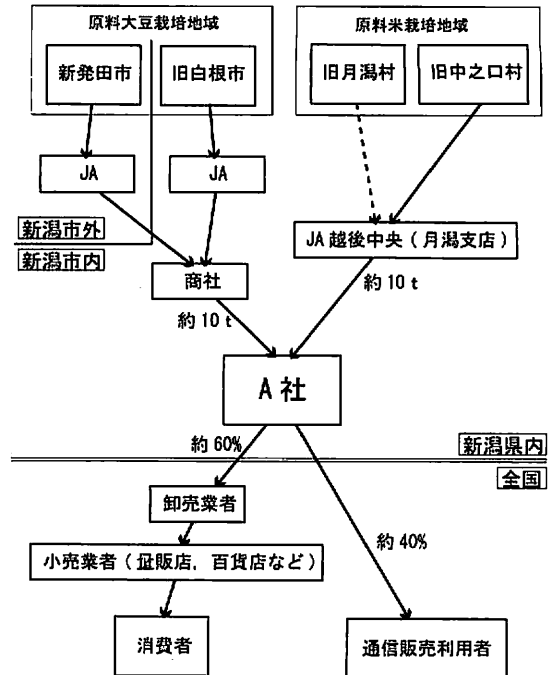 原料大豆栽培地域
原料米栽培地域
新発田市
旧白根市
旧月潟村
旧中之口村
JA
JA
新潟市外
新潟市内
JA 越後中央（月潟支店）
商社
約 10 t
約 10 t
A 社
約 60%
新潟県内
全国
卸売業者
約 40%
小売業者（量販店，百貨店など）
消費者
通信販売利用者